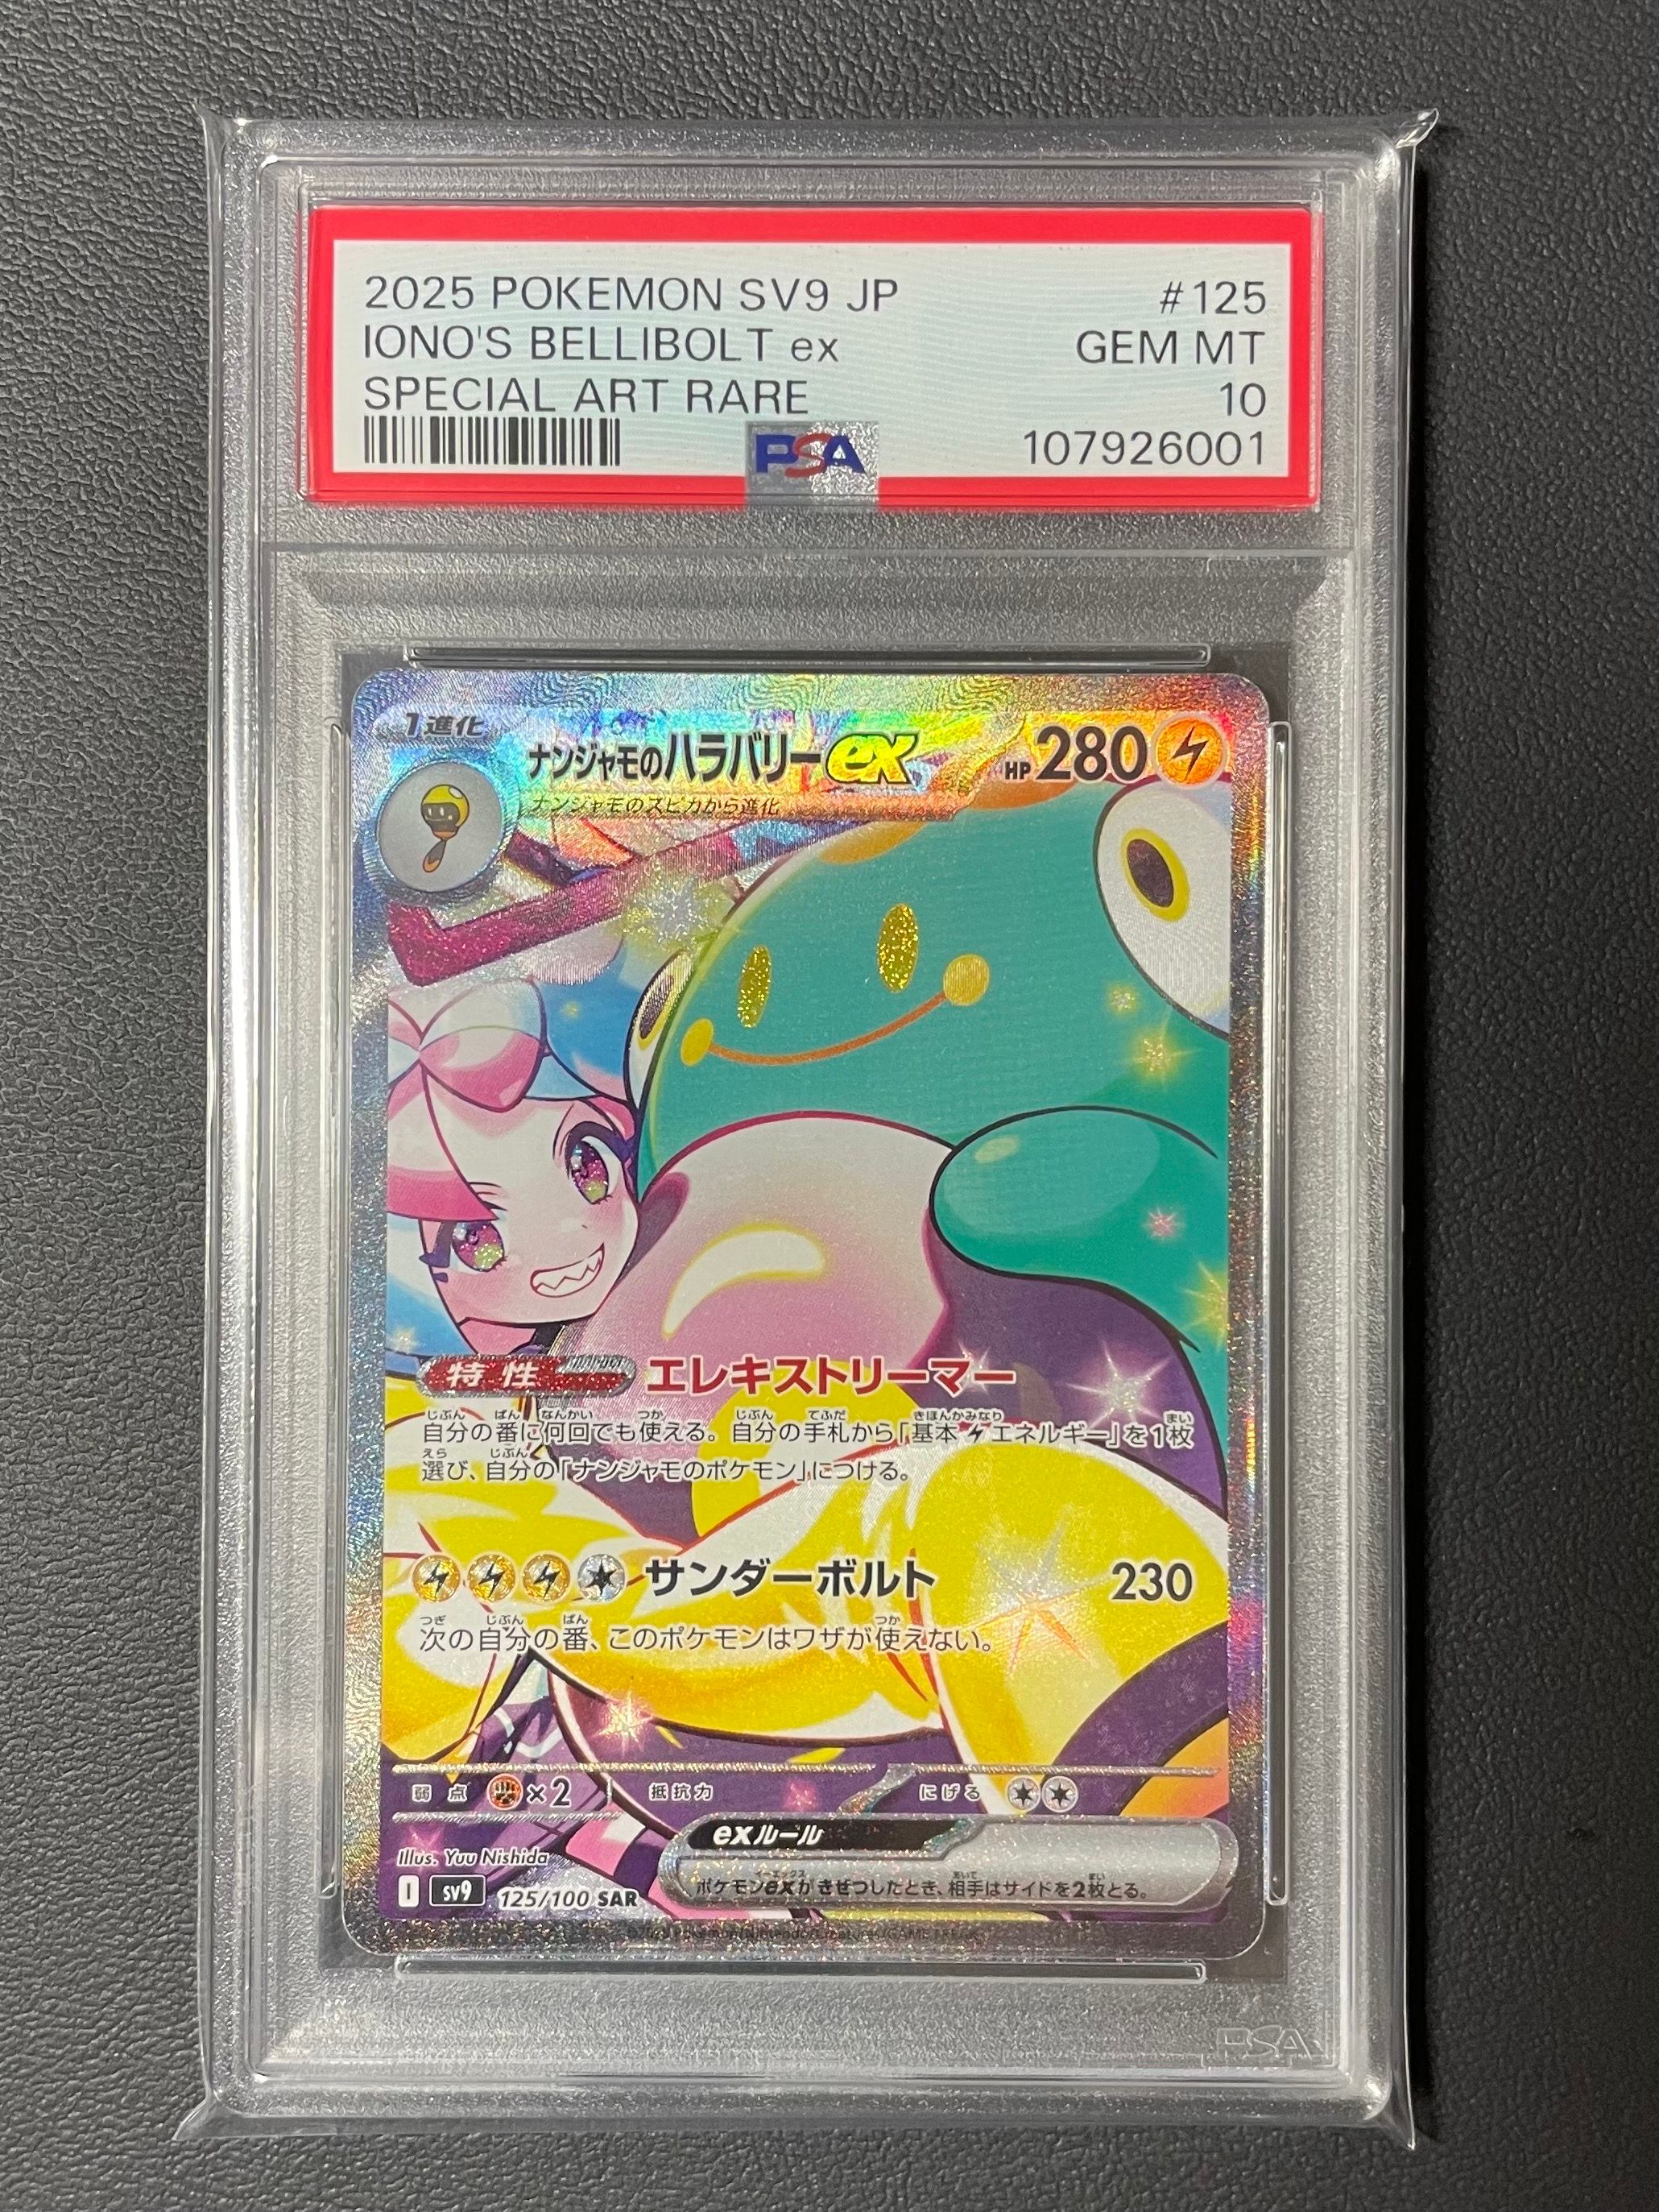 2025 POKEMON SV9 JP #125
IONO'S BELLIBOLT ex GEM MT
SPECIAL ART RARE 10
PSA 107926001
1進化
ナンジャモのハラバリーex HP280
ナンジャモのズピカから進化
特性 エレキストリーマー
自分の番に何回でも使える。自分の手札から「基本エネルギー」を1枚
選び、自分の「ナンジャモのポケモン」につける。
サンダーボルト 230
次の自分の番、このポケモンはワザが使えない。
弱点 ×2 抵抗力 にげる
exルール
Illus. Yuu Nishida
ポケモンexがきぜつしたとき、相手はサイドを2枚とる。
I sv9 125/100 SAR
PSA